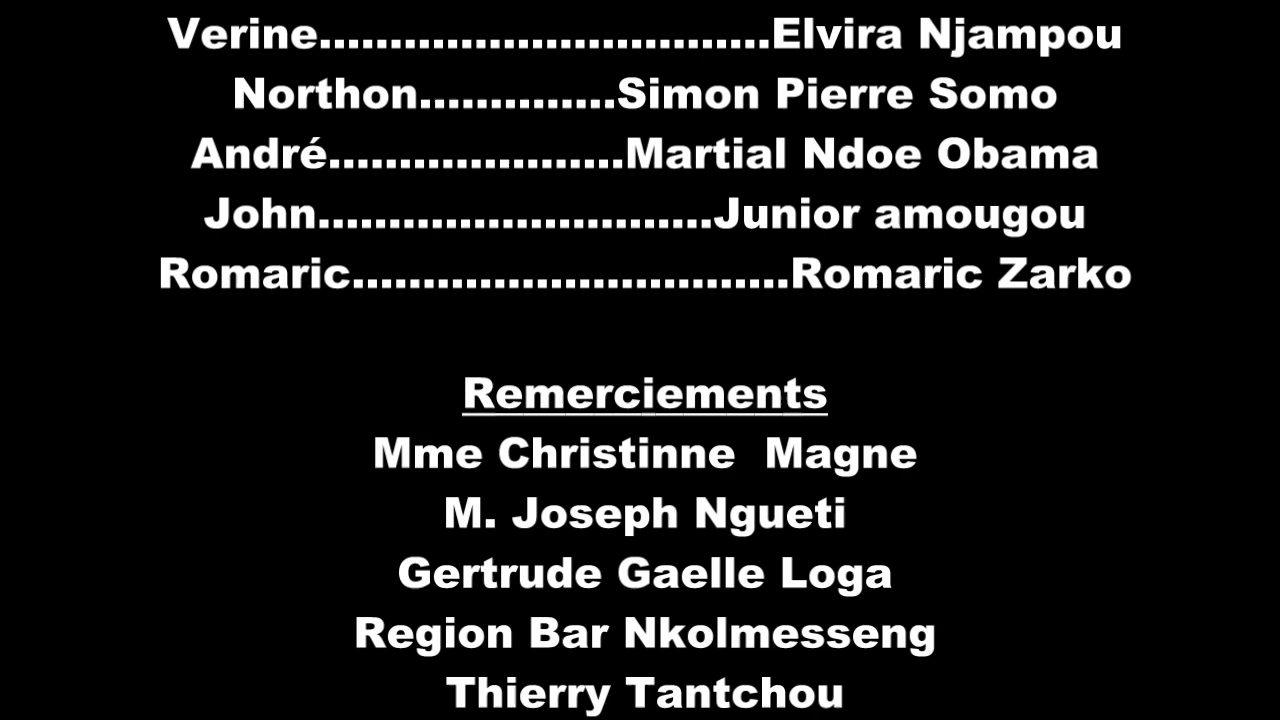 Verine................................Elvira Njampou
Northon..............Simon Pierre Somo
André.....................Martial Ndoe Obama
John............................Junior amougou
Romaric...............................Romaric Zarko
Remerciements
Mme Christinne  Magne
M. Joseph Ngueti
Gertrude Gaelle Loga
Region Bar Nkolmesseng
Thierry Tantchou